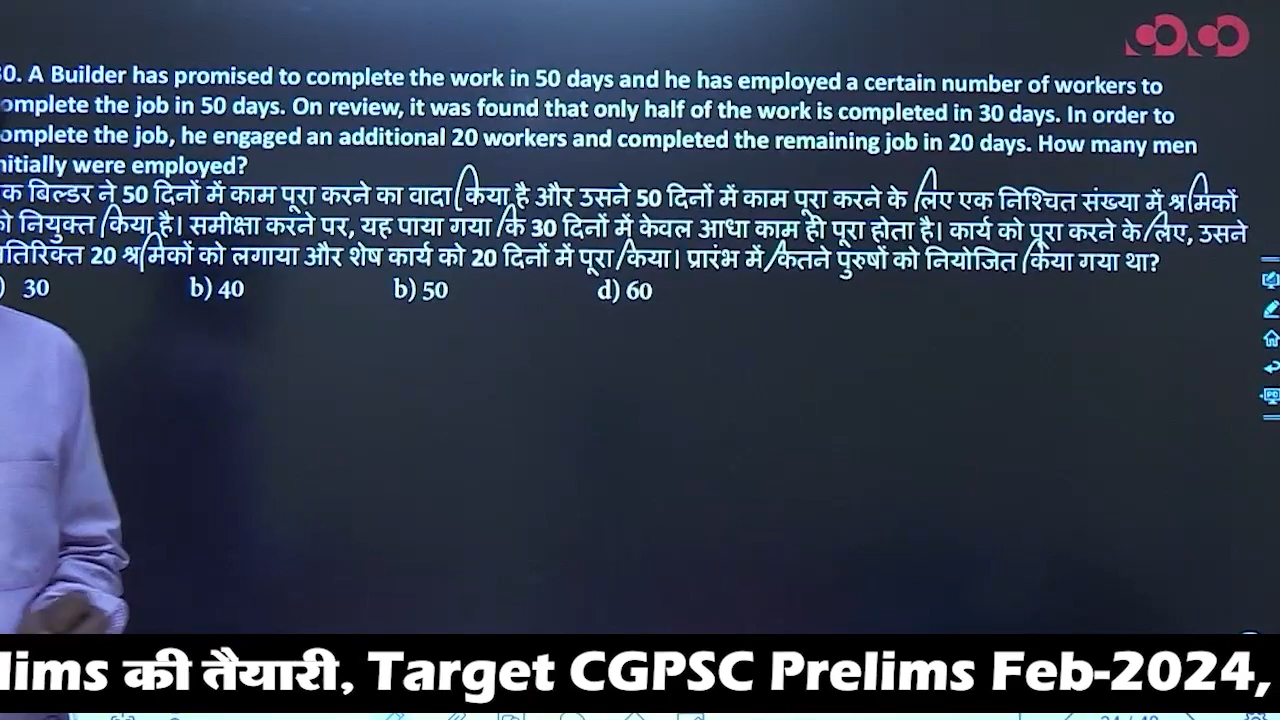 0. A Builder has promised to complete the work in 50 days and he has employed a certain number of workers to
omplete the job in 50 days. On review, it was found that only half of the work is completed in 30 days. In order to
omplete the job, he engaged an additional 20 workers and completed the remaining job in 20 days. How many men
nitially were employed?
क बिल्डर ने 50 दिनों में काम पूरा करने का वादा किया है और उसने 50 दिनों में काम पूरा करने के लिए एक निश्चित संख्या में श्रमिकों
को नियुक्त किया है। समीक्षा करने पर, यह पाया गया कि 30 दिनों में केवल आधा काम ही पूरा होता है। कार्य को पूरा करने के लिए, उसने
तिरिक्त 20 श्रमिकों को लगाया और शेष कार्य को 20 दिनों में पूरा किया। प्रारंभ में कितने पुरुषों को नियोजित किया गया था?
) 30 b) 40 b) 50 d) 60
lims की तैयारी, Target CGPSC Prelims Feb-2024,